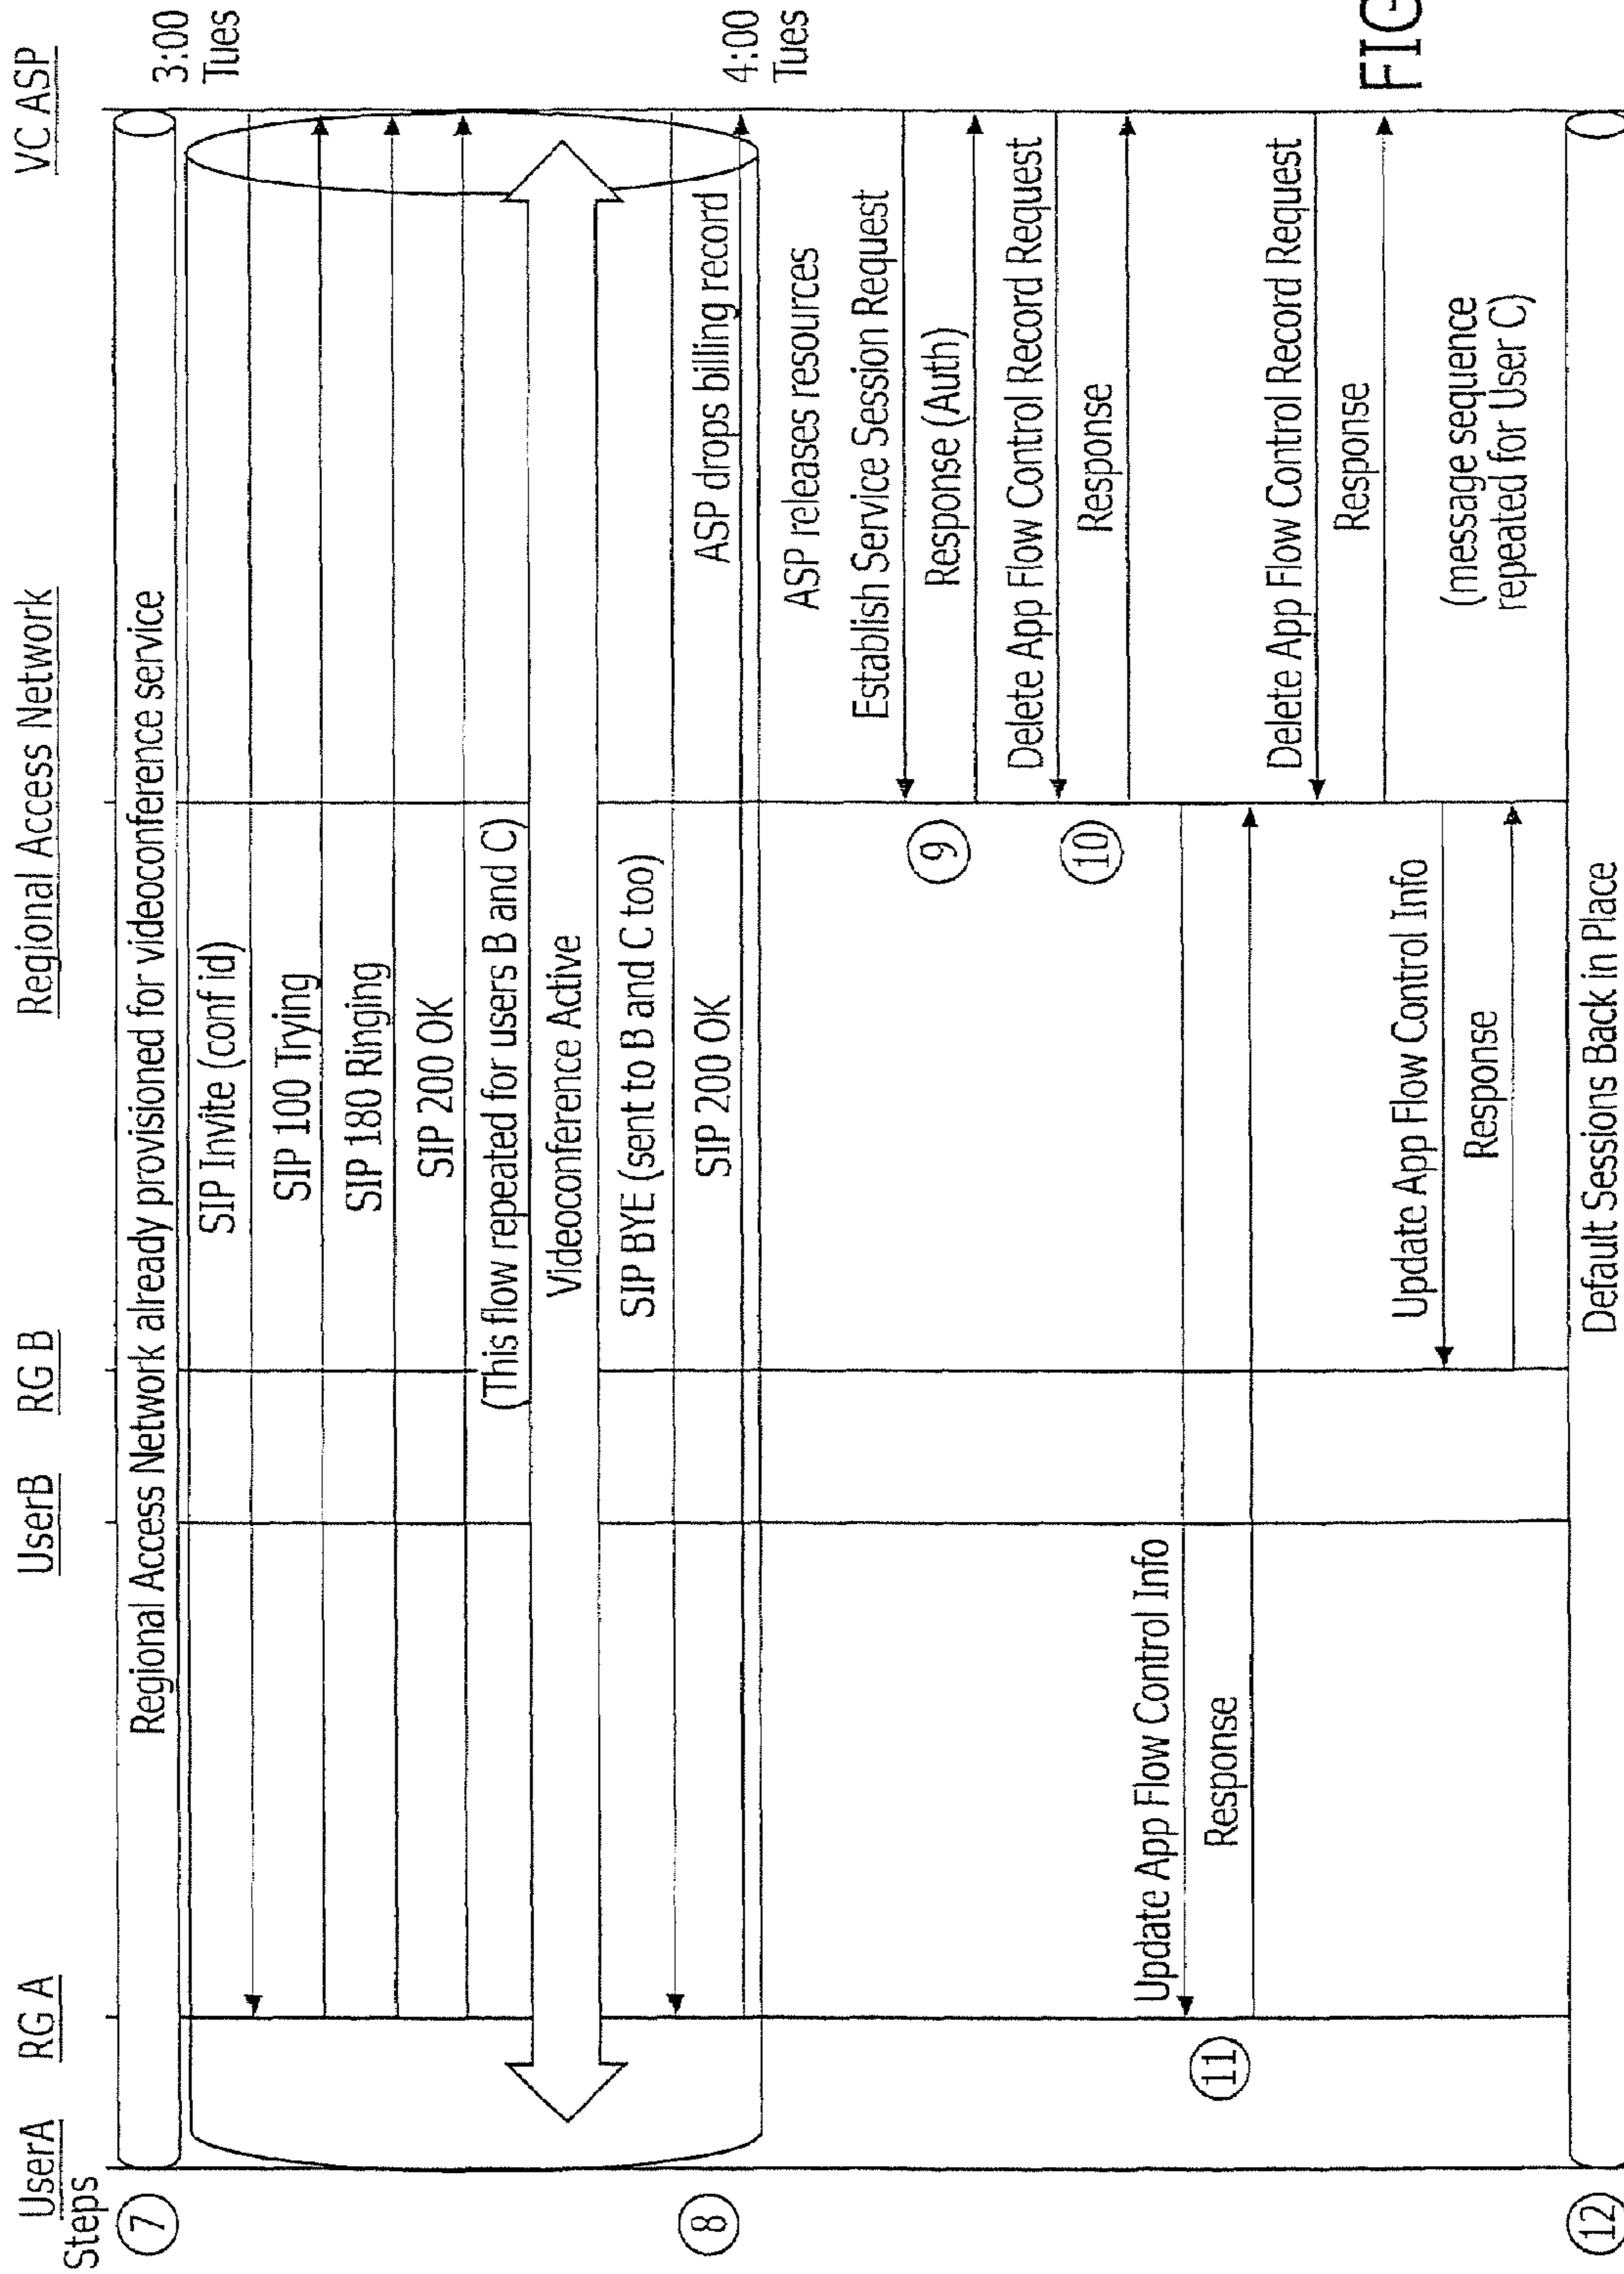 UserA
RG A
UserB
RG B
Regional Access Network
VC ASP
Steps
7
Regional Access Network already provisioned for videoconference service
3:00
Tues
SIP Invite (conf id)
SIP 100 Trying
SIP 180 Ringing
SIP 200 OK
(This flow repeated for users B and C)
Videoconference Active
SIP BYE (sent to B and C too)
8
SIP 200 OK
ASP drops billing record
4:00
Tues
ASP releases resources
Establish Service Session Request
9
Response (Auth)
Delete App Flow Control Record Request
10
Response
Update App Flow Control Info
11
Response
Delete App Flow Control Record Request
Response
Update App Flow Control Info
Response
(message sequence
repeated for User C)
12
Default Sessions Back in Place
FIG